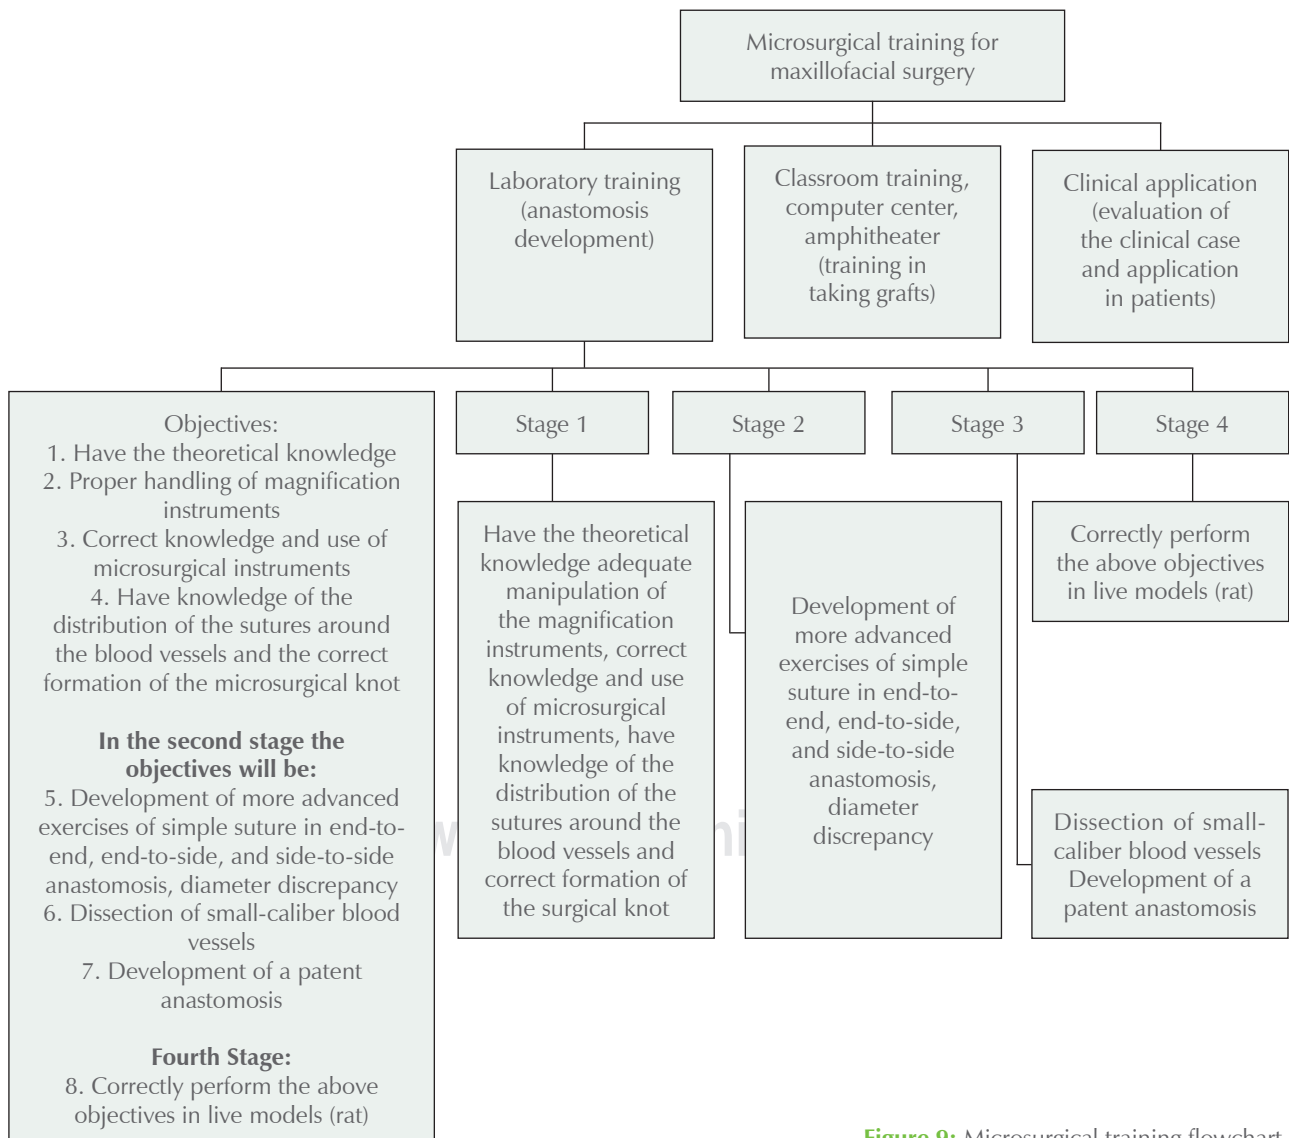 Microsurgical training for
maxillofacial surgery
Laboratory training
(anastomosis
development)
Classroom training,
computer center,
amphitheater
(training in
taking grafts)
Clinical application
(evaluation of
the clinical case
and application
in patients)
Objectives:
1. Have the theoretical knowledge
2. Proper handling of magnification
instruments
3. Correct knowledge and use of
microsurgical instruments
4. Have knowledge of the
distribution of the sutures around
the blood vessels and the correct
formation of the microsurgical knot
In the second stage the
objectives will be:
5. Development of more advanced
exercises of simple suture in end-to-
end, end-to-side, and side-to-side
anastomosis, diameter discrepancy
6. Dissection of small-caliber blood
vessels
7. Development of a patent
anastomosis
Fourth Stage:
8. Correctly perform the above
objectives in live models (rat)
Stage 1
Have the theoretical
knowledge adequate
manipulation of
the magnification
instruments, correct
knowledge and use
of microsurgical
instruments, have
knowledge of the
distribution of the
sutures around the
blood vessels and
correct formation of
the surgical knot
Stage 2
Development of
more advanced
exercises of simple
suture in end-to-
end, end-to-side,
and side-to-side
anastomosis,
diameter
discrepancy
Stage 3
Dissection of small-
caliber blood vessels
Development of a
patent anastomosis
Stage 4
Correctly perform
the above objectives
in live models (rat)
Figure 9: Microsurgical training flowchart.